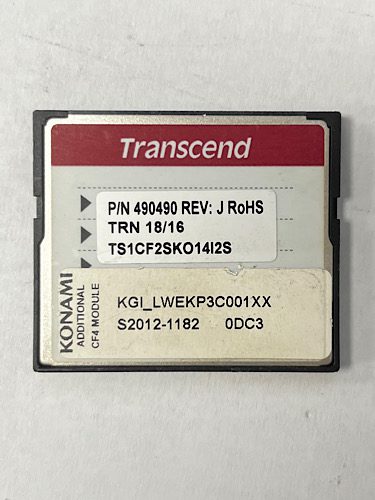 Transcend
P/N 490490 REV: J RoHS
TRN 18/16
TS1CF2SKO14I2S
KONAMI
ADDITIONAL
CF4 MODULE
KGI_LWEKP3C001XX
S2012-1182 0DC3